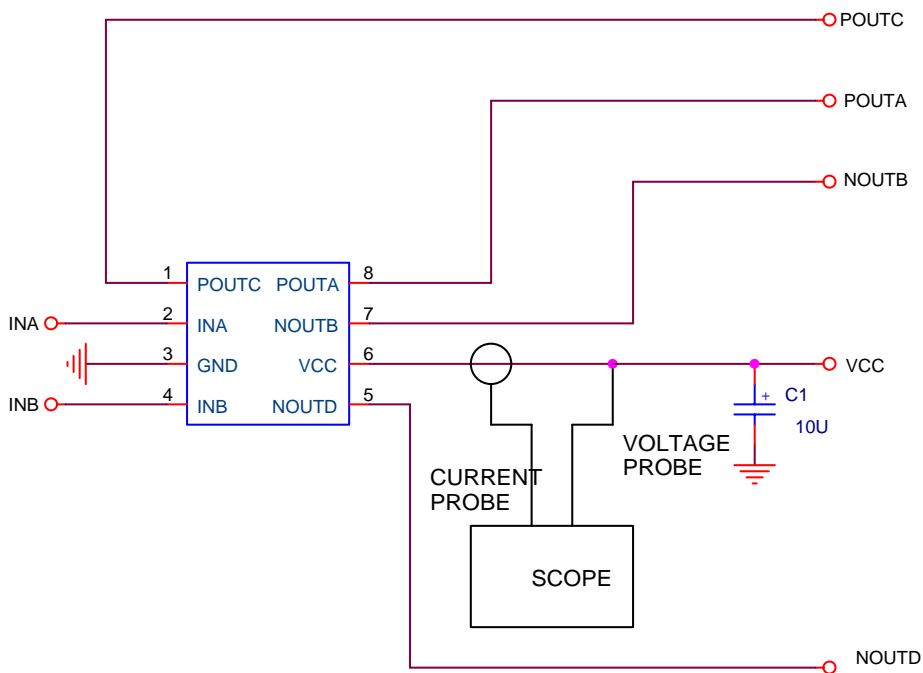 POUTC
POUTA
NOUTB
1 POUTC POUTA 8
INA 2 INA NOUTB 7
3 GND VCC 6 VCC
INB 4 INB NOUTD 5
+ C1
10U
VOLTAGE
PROBE
CURRENT
PROBE
SCOPE
NOUTD